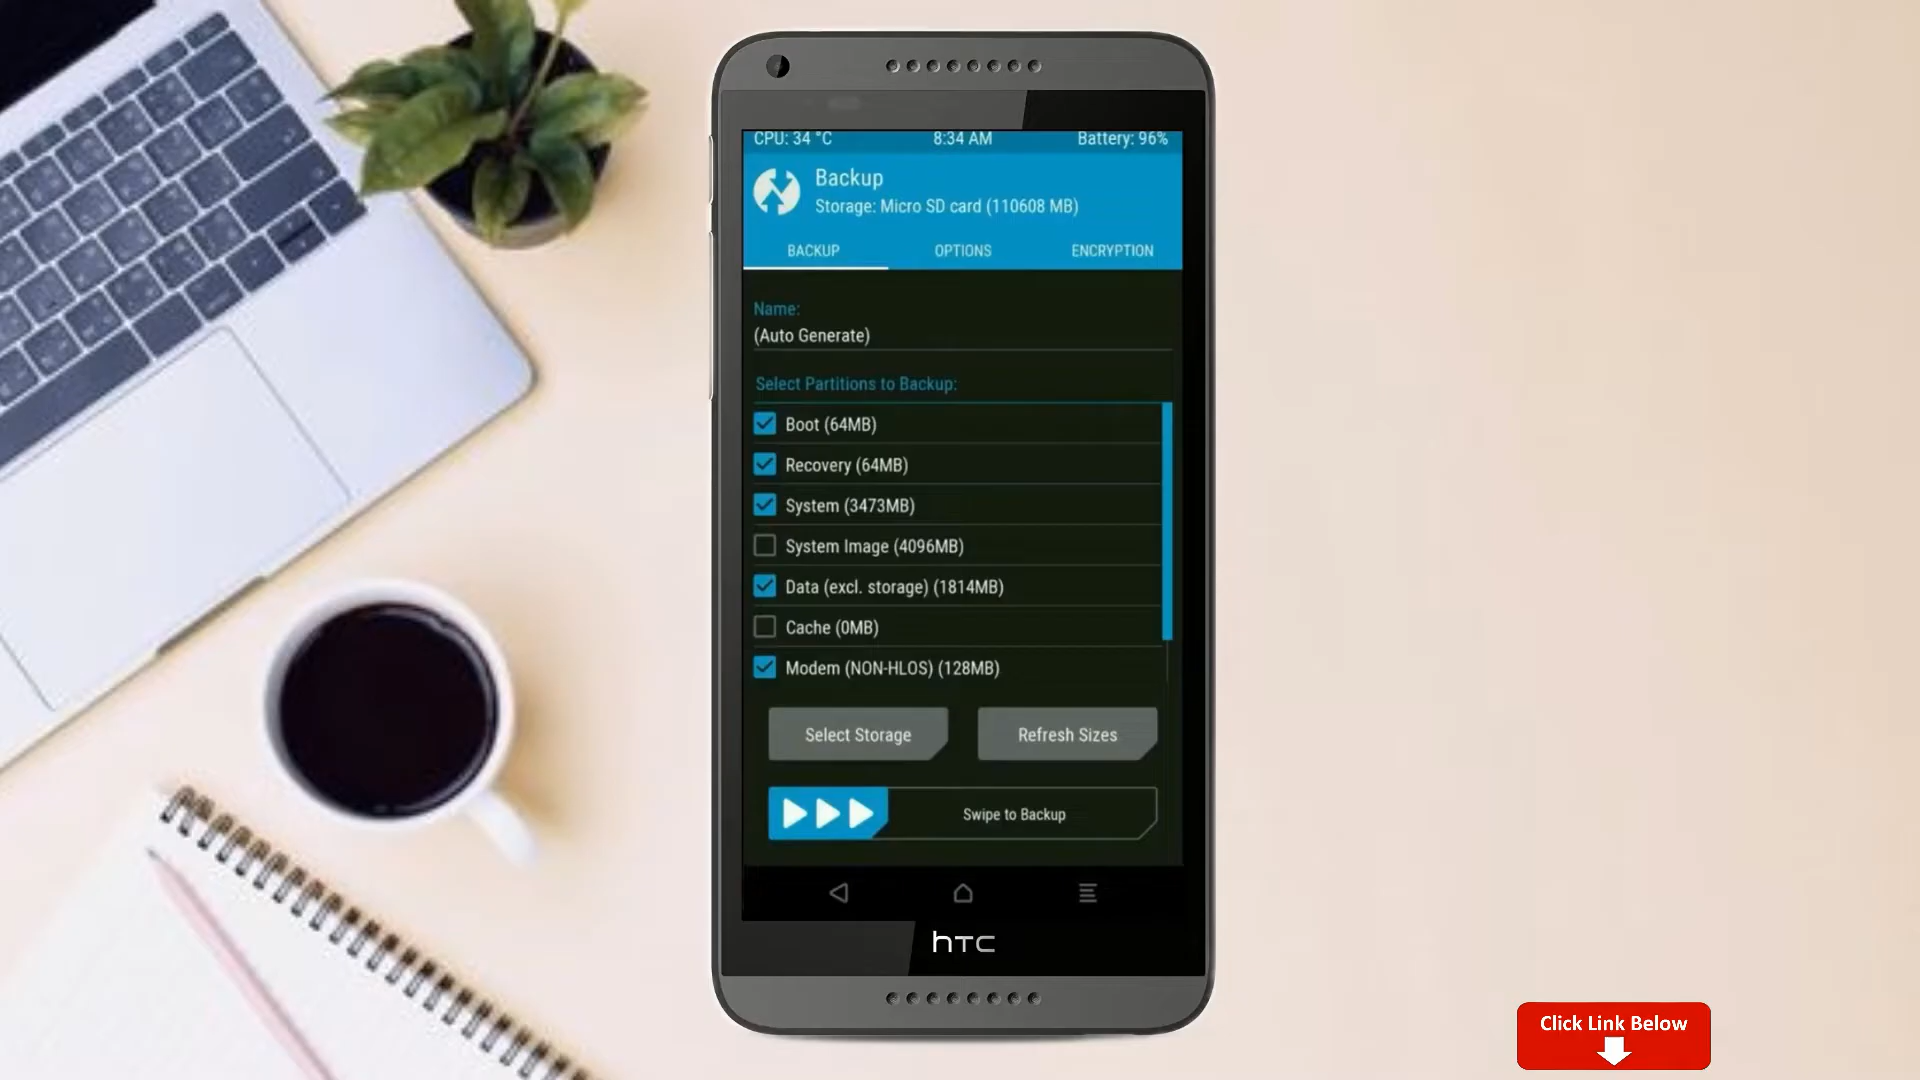 CPU: 34 °C 8:34 AM Battery: 96%
Backup
Storage: Micro SD card (110608 MB)
BACKUP OPTIONS ENCRYPTION
Name:
(Auto Generate)
Select Partitions to Backup:
Boot (64MB)
Recovery (64MB)
System (3473MB)
System Image (4096MB)
Data (excl. storage) (1814MB)
Cache (0MB)
Modem (NON-HLOS) (128MB)
Select Storage Refresh Sizes
Swipe to Backup
hTC
Click Link Below